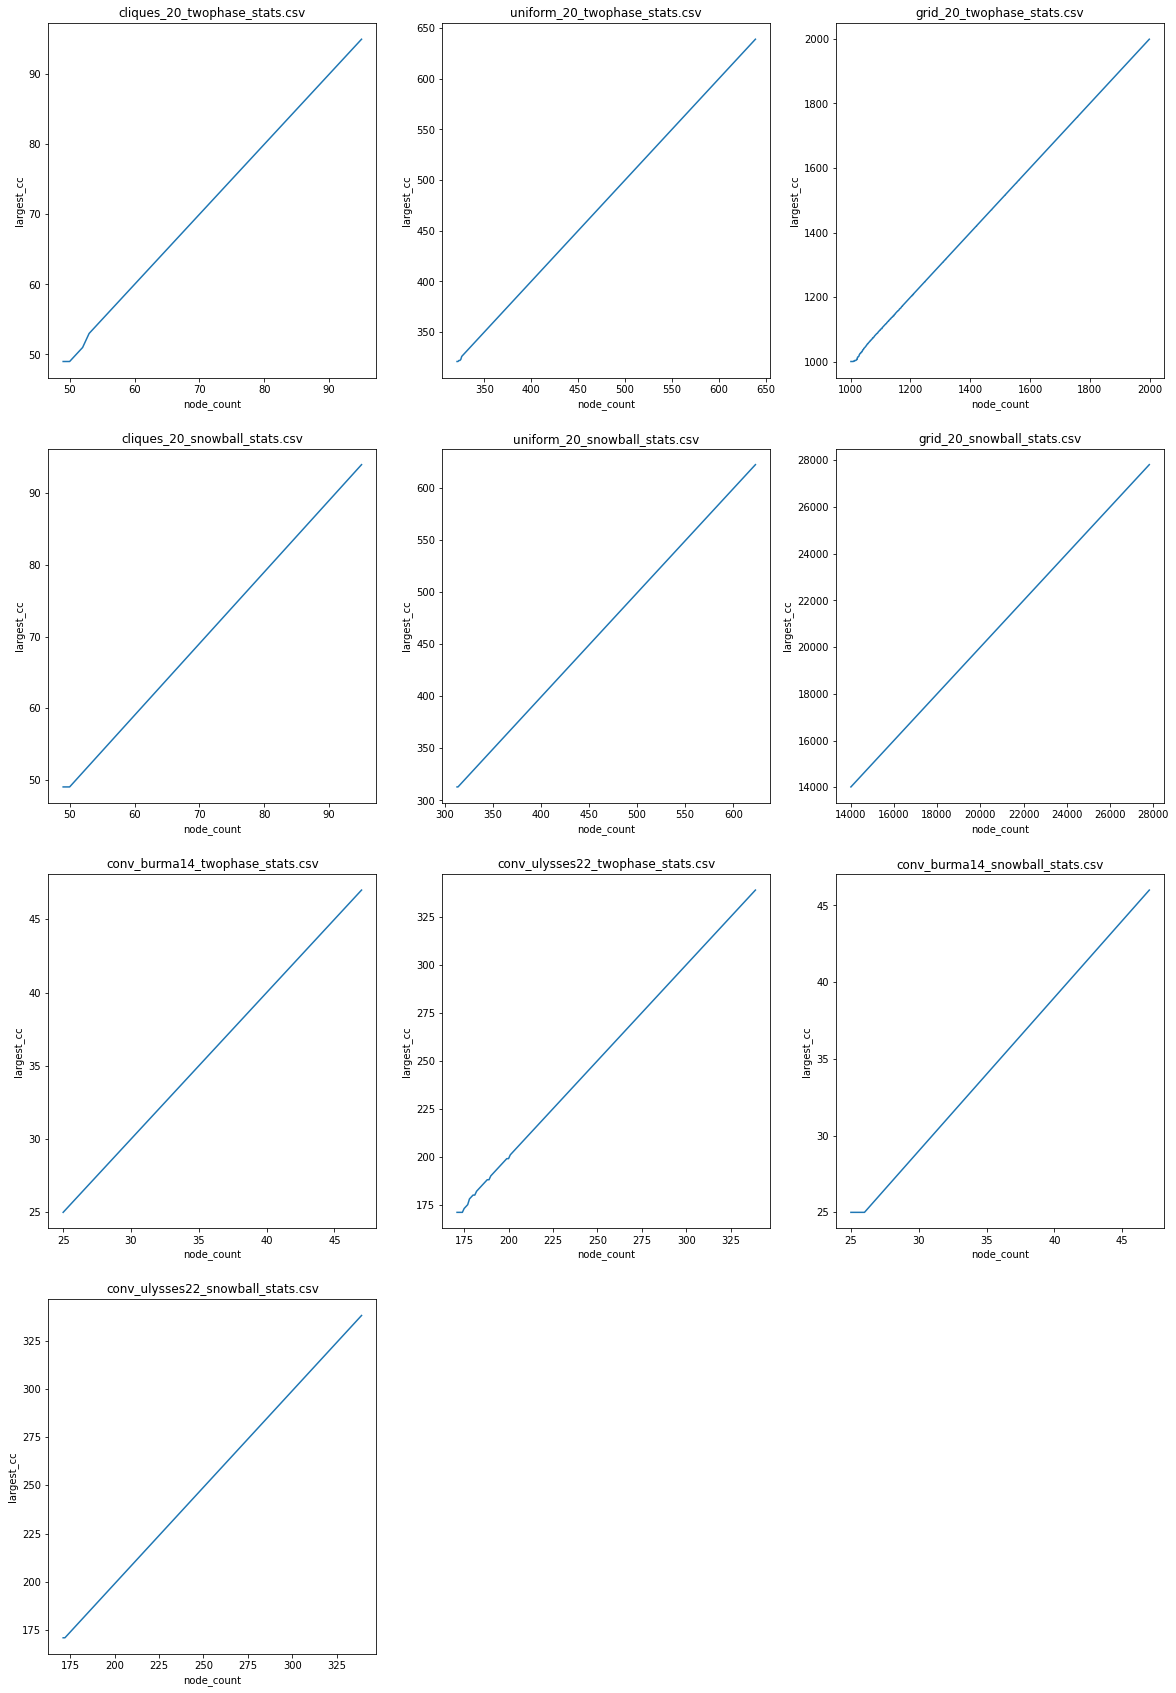 cliques_20_twophase_stats.csv
largest_cc
90
80
70
60
50
50 60 70 80 90
node_count
uniform_20_twophase_stats.csv
largest_cc
650
600
550
500
450
400
350
350 400 450 500 550 600 650
node_count
grid_20_twophase_stats.csv
largest_cc
2000
1800
1600
1400
1200
1000
1000 1200 1400 1600 1800 2000
node_count
cliques_20_snowball_stats.csv
largest_cc
90
80
70
60
50
50 60 70 80 90
node_count
uniform_20_snowball_stats.csv
largest_cc
600
550
500
450
400
350
300
300 350 400 450 500 550 600
node_count
grid_20_snowball_stats.csv
largest_cc
28000
26000
24000
22000
20000
18000
16000
14000
14000 16000 18000 20000 22000 24000 26000 28000
node_count
conv_burma14_twophase_stats.csv
largest_cc
45
40
35
30
25
25 30 35 40 45
node_count
conv_ulysses22_twophase_stats.csv
largest_cc
325
300
275
250
225
200
175
175 200 225 250 275 300 325
node_count
conv_burma14_snowball_stats.csv
largest_cc
45
40
35
30
25
25 30 35 40 45
node_count
conv_ulysses22_snowball_stats.csv
largest_cc
325
300
275
250
225
200
175
175 200 225 250 275 300 325
node_count